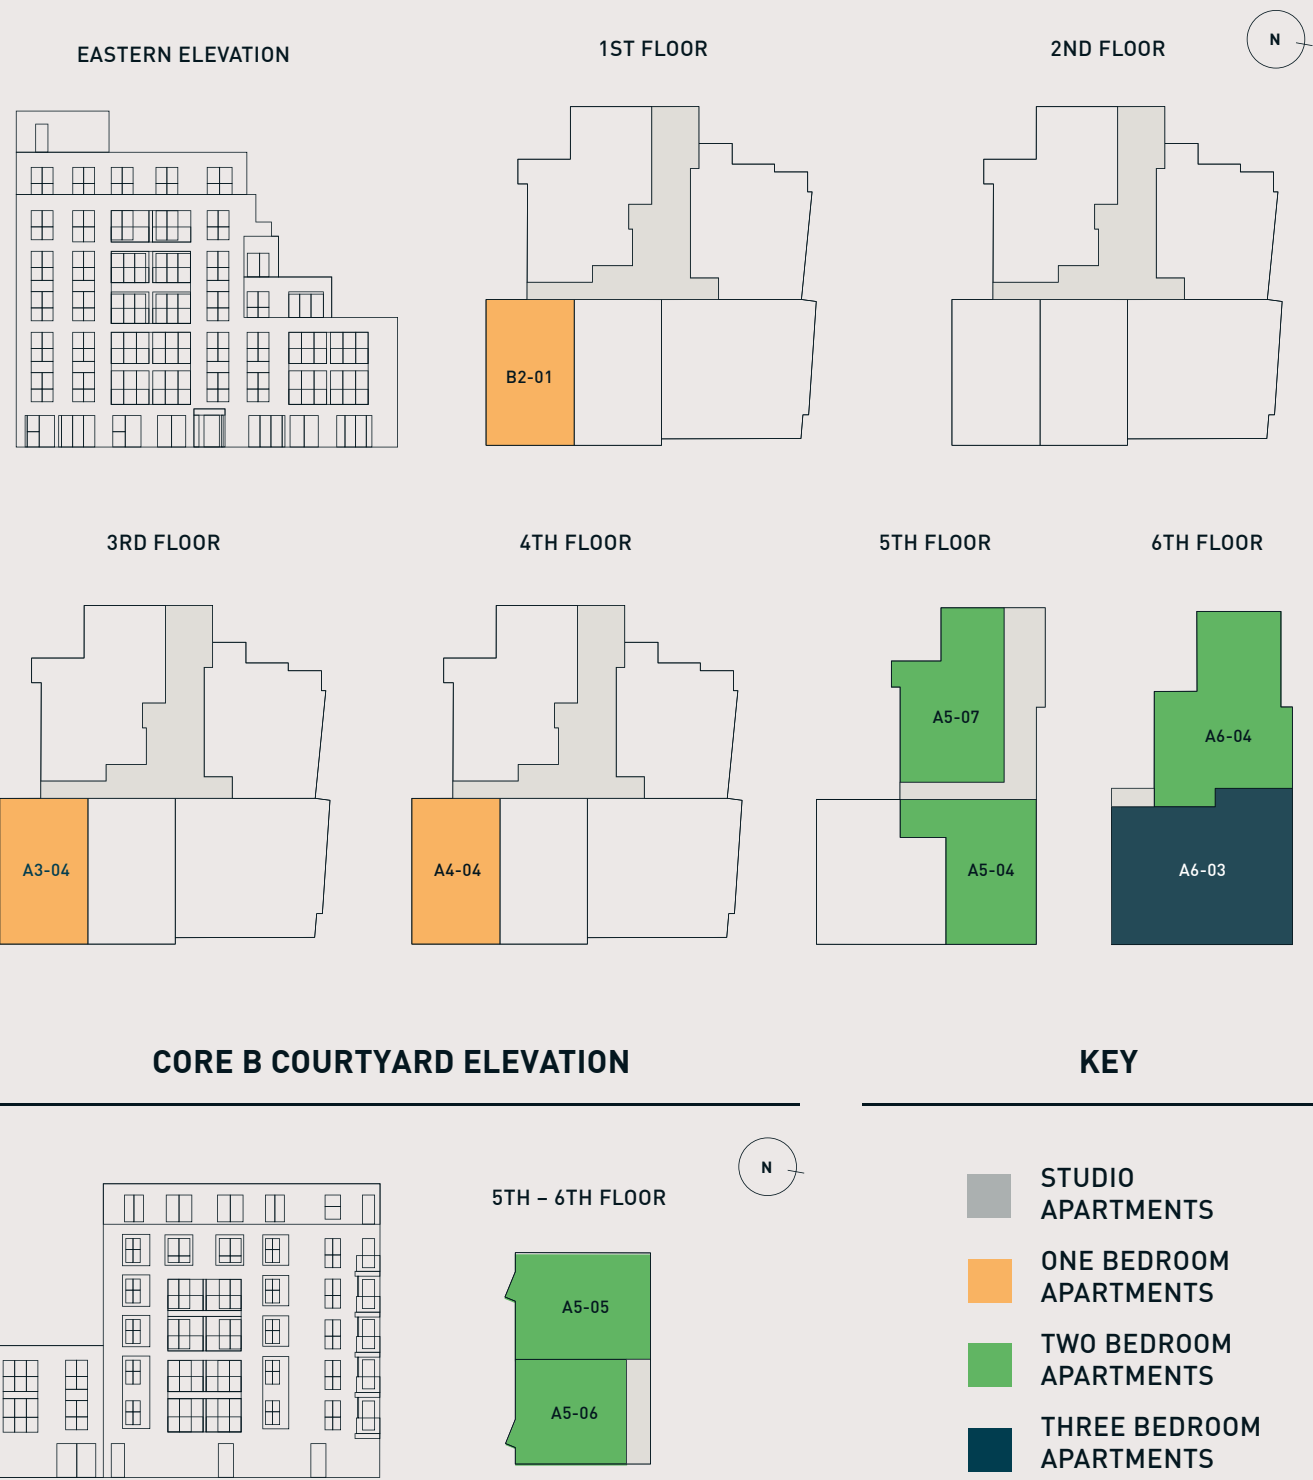 EASTERN ELEVATION
1ST FLOOR
2ND FLOOR
N
B2-01
3RD FLOOR
4TH FLOOR
5TH FLOOR
6TH FLOOR
A5-07
A6-04
A3-04
A4-04
A5-04
A6-03
CORE B COURTYARD ELEVATION
KEY
N
5TH – 6TH FLOOR
A5-05
A5-06
STUDIO
APARTMENTS
ONE BEDROOM
APARTMENTS
TWO BEDROOM
APARTMENTS
THREE BEDROOM
APARTMENTS